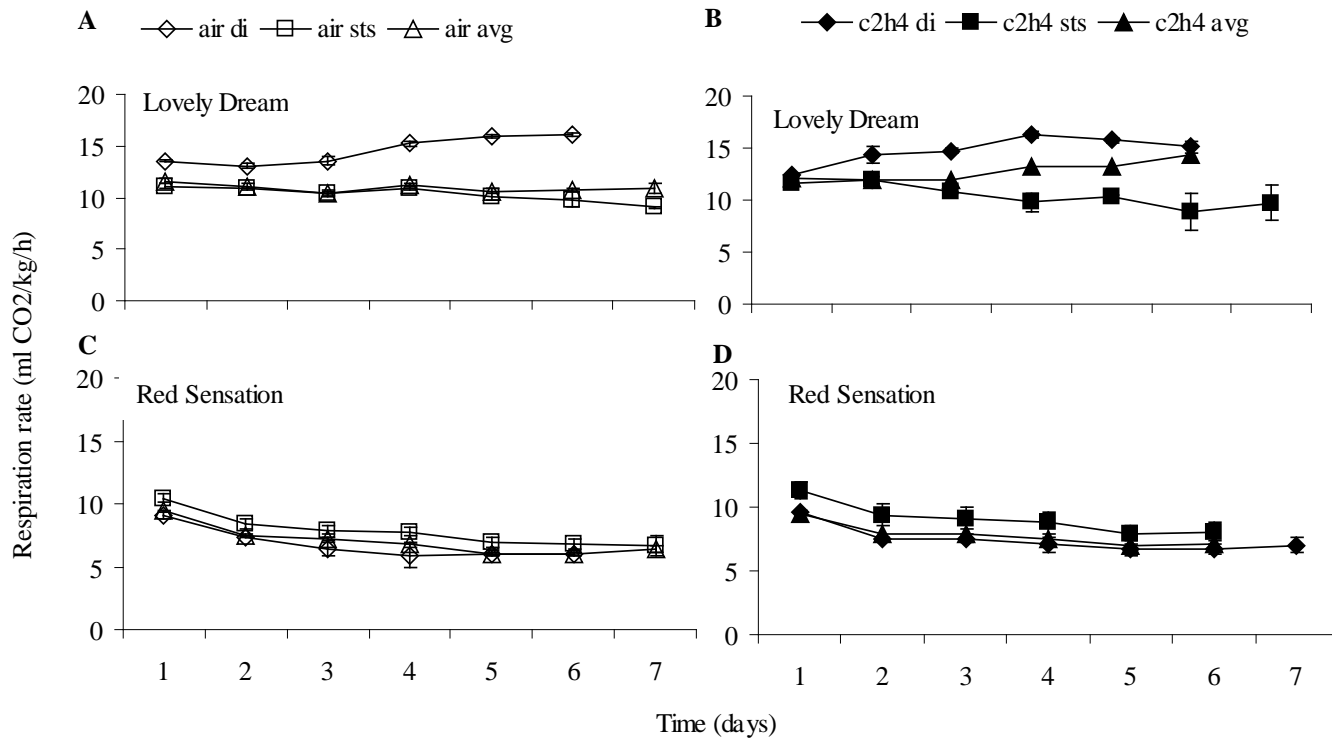 A
air di air sts air avg
B
c2h4 di c2h4 sts c2h4 avg
Lovely Dream
20
15
10
5
0
Lovely Dream
20
15
10
5
0
Respiration rate (ml CO2/kg/h)
C
Red Sensation
20
15
10
5
0
1 2 3 4 5 6 7
D
Red Sensation
20
15
10
5
0
1 2 3 4 5 6 7
Time (days)